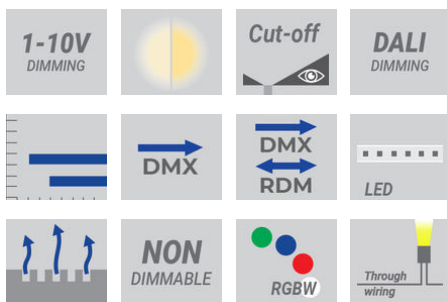 1-10V
DIMMING
Cut-off
DALI
DIMMING
DMX
DMX
RDM
LED
NON
DIMMABLE
RGBW
Through
wiring